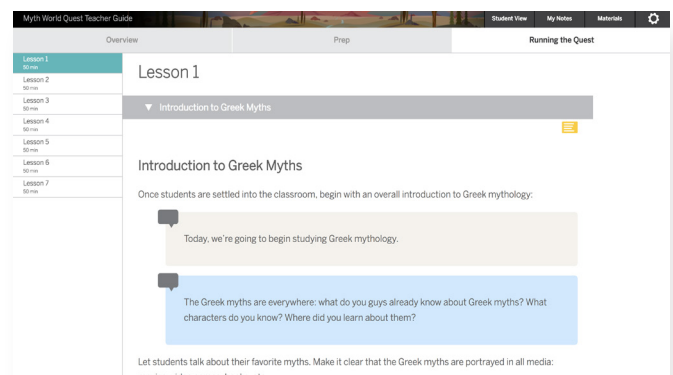 Myth World Quest Teacher Guide
Student View
My Notes
Materials
Overview
Prep
Running the Quest
Lesson 1
50 min
Lesson 2
50 min
Lesson 3
50 min
Lesson 4
50 min
Lesson 5
50 min
Lesson 6
50 min
Lesson 7
50 min
Lesson 1
▼ Introduction to Greek Myths
Introduction to Greek Myths
Once students are settled into the classroom, begin with an overall introduction to Greek mythology:
Today, we're going to begin studying Greek mythology.
The Greek myths are everywhere: what do you guys already know about Greek myths? What
characters do you know? Where did you learn about them?
Let students talk about their favorite myths. Make it clear that the Greek myths are portrayed in all media: